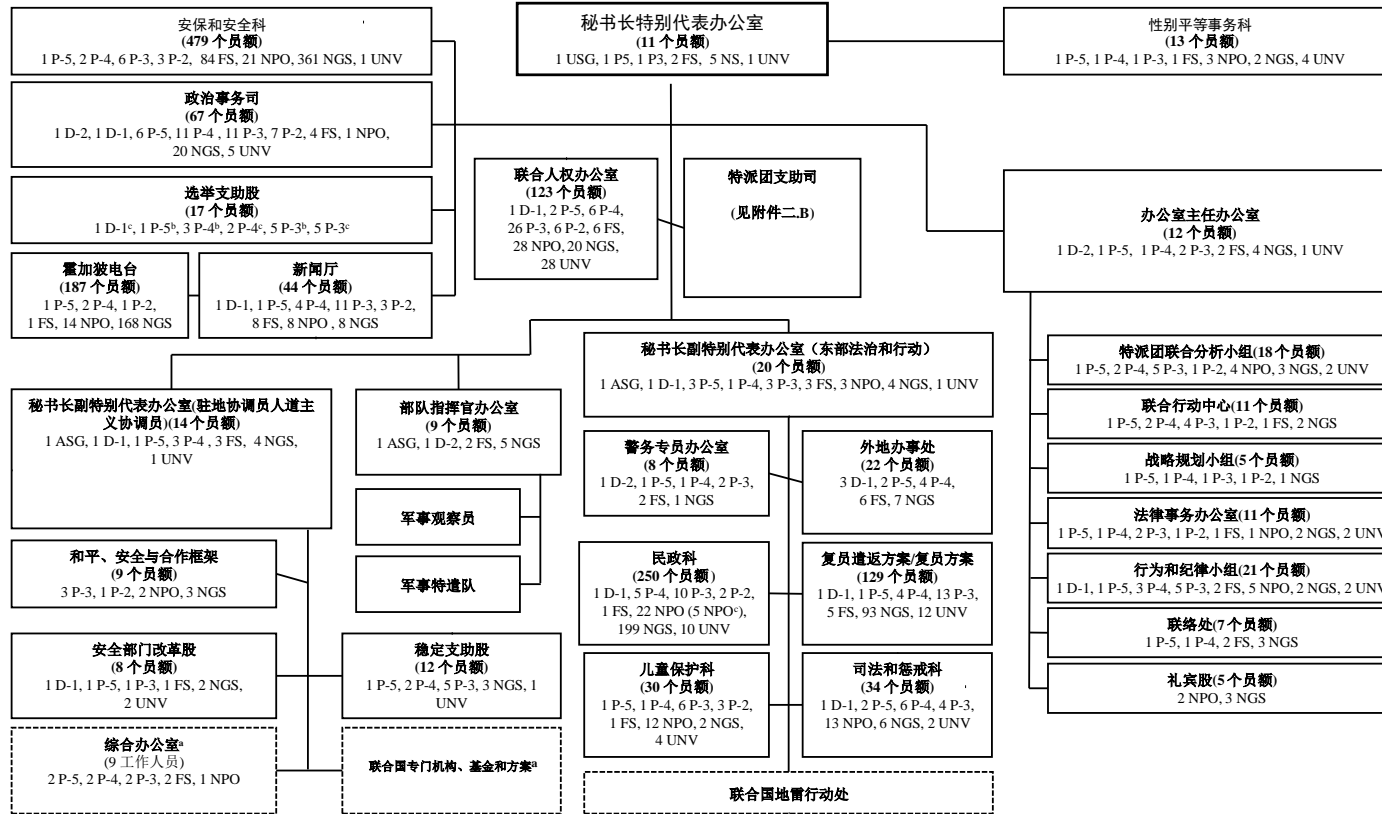 安保和安全科
(479 个员额)
1 P-5, 2 P-4, 6 P-3, 3 P-2, 84 FS, 21 NPO, 361 NGS, 1 UNV
秘书长特别代表办公室
(11 个员额)
1 USG, 1 P5, 1 P3, 2 FS, 5 NS, 1 UNV
性别平等事务科
(13 个员额)
1 P-5, 1 P-4, 1 P-3, 1 FS, 3 NPO, 2 NGS, 4 UNV
政治事务司
(67 个员额)
1 D-2, 1 D-1, 6 P-5, 11 P-4 , 11 P-3, 7 P-2, 4 FS, 1 NPO,
20 NGS, 5 UNV
选举支助股
(17 个员额)
1 D-1ᶜ, 1 P-5ᵇ, 3 P-4ᵇ, 2 P-4ᶜ, 5 P-3ᵇ, 5 P-3ᶜ
霍加狓电台
(187 个员额)
1 P-5, 2 P-4, 1 P-2,
1 FS, 14 NPO, 168 NGS
新闻厅
(44 个员额)
1 D-1, 1 P-5, 4 P-4, 11 P-3, 3 P-2,
8 FS, 8 NPO , 8 NGS
联合人权办公室
(123 个员额)
1 D-1, 2 P-5, 6 P-4,
26 P-3, 6 P-2, 6 FS,
28 NPO, 20 NGS,
28 UNV
特派团支助司
(见附件二.B)
办公室主任办公室
(12 个员额)
1 D-2, 1 P-5, 1 P-4, 2 P-3, 2 FS, 4 NGS, 1 UNV
秘书长副特别代表办公室(驻地协调员人道主
义协调员)(14 个员额)
1 ASG, 1 D-1, 1 P-5, 3 P-4 , 3 FS, 4 NGS,
1 UNV
部队指挥官办公室
(9 个员额)
1 ASG, 1 D-2, 2 FS, 5 NGS
军事观察员
军事特遣队
秘书长副特别代表办公室（东部法治和行动）
(20 个员额)
1 ASG, 1 D-1, 3 P-5, 1 P-4, 3 P-3, 3 FS, 3 NPO, 4 NGS, 1 UNV
警务专员办公室
(8 个员额)
1 D-2, 1 P-5, 1 P-4, 2 P-3,
2 FS, 1 NGS
外地办事处
(22 个员额)
3 D-1, 2 P-5, 4 P-4,
6 FS, 7 NGS
和平、安全与合作框架
(9 个员额)
3 P-3, 1 P-2, 2 NPO, 3 NGS
民政科
(250 个员额)
1 D-1, 5 P-4, 10 P-3, 2 P-2,
1 FS, 22 NPO (5 NPOᶜ),
199 NGS, 10 UNV
复员遣返方案/复员方案
(129 个员额)
1 D-1, 1 P-5, 4 P-4, 13 P-3,
5 FS, 93 NGS, 12 UNV
安全部门改革股
(8 个员额)
1 D-1, 1 P-5, 1 P-3, 1 FS, 2 NGS,
2 UNV
稳定支助股
(12 个员额)
1 P-5, 2 P-4, 5 P-3, 3 NGS, 1
UNV
儿童保护科
(30 个员额)
1 P-5, 1 P-4, 6 P-3, 3 P-2,
1 FS, 12 NPO, 2 NGS,
4 UNV
司法和惩戒科
(34 个员额)
1 D-1, 2 P-5, 6 P-4, 4 P-3,
13 NPO, 6 NGS, 2 UNV
综合办公室ᵃ
(9 工作人员)
2 P-5, 2 P-4, 2 P-3, 2 FS, 1 NPO
联合国专门机构、基金和方案ᵃ
联合国地雷行动处
特派团联合分析小组(18 个员额)
1 P-5, 2 P-4, 5 P-3, 1 P-2, 4 NPO, 3 NGS, 2 UNV
联合行动中心(11 个员额)
1 P-5, 2 P-4, 4 P-3, 1 P-2, 1 FS, 2 NGS
战略规划小组(5 个员额)
1 P-5, 1 P-4, 1 P-3, 1 P-2, 1 NGS
法律事务办公室(11 个员额)
1 P-5, 1 P-4, 2 P-3, 1 P-2, 1 FS, 1 NPO, 2 NGS, 2 UNV
行为和纪律小组(21 个员额)
1 D-1, 1 P-5, 3 P-4, 5 P-3, 2 FS, 5 NPO, 2 NGS, 2 UNV
联络处(7 个员额)
1 P-5, 1 P-4, 2 FS, 3 NGS
礼宾股(5 个员额)
2 NPO, 3 NGS